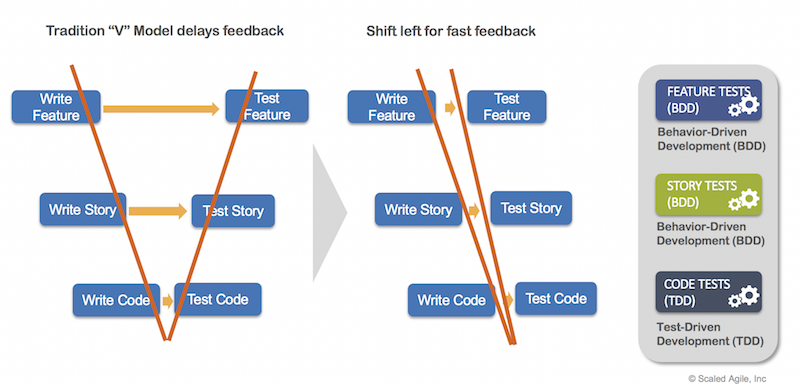 Tradition “V” Model delays feedback
Shift left for fast feedback
Write
Feature
Test
Feature
Write Story
Test Story
Write Code
Test Code
Write
Feature
Test
Feature
Write Story
Test Story
Write Code
Test Code
FEATURE TESTS
(BDD)
Behavior-Driven
Development (BDD)
STORY TESTS
(BDD)
Behavior-Driven
Development (BDD)
CODE TESTS
(TDD)
Test-Driven
Development (TDD)
© Scaled Agile, Inc